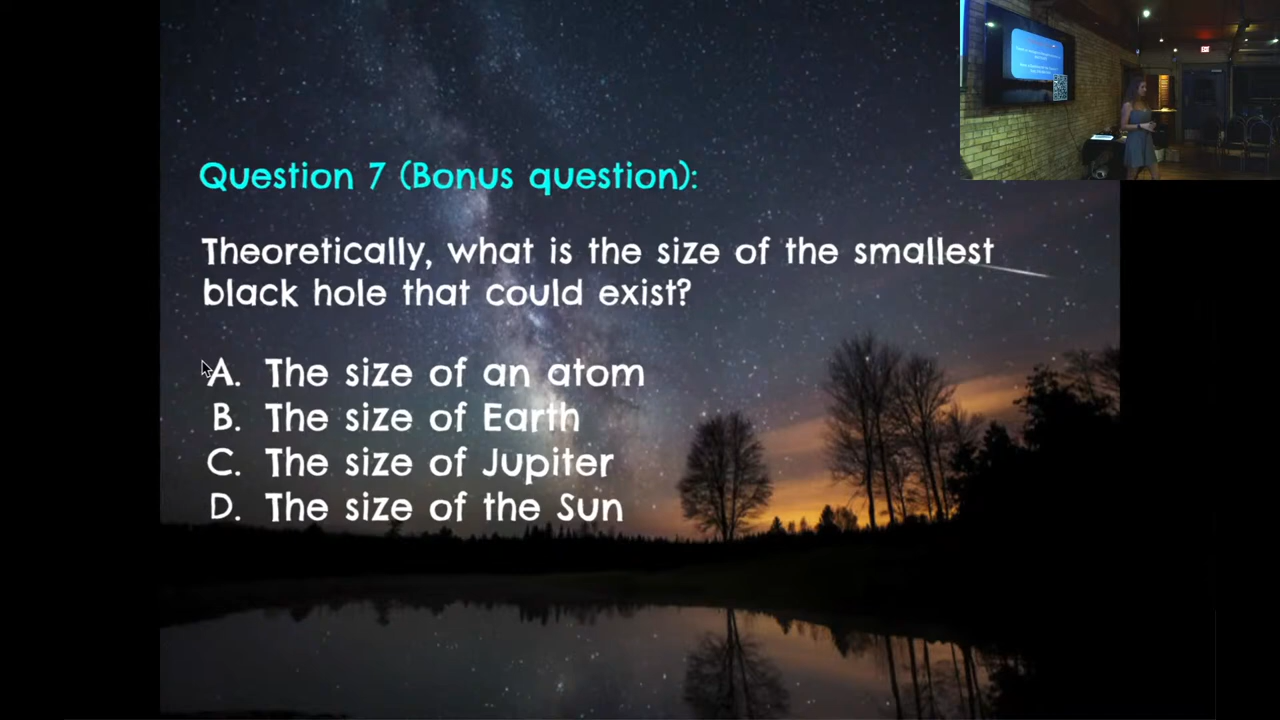 Question 7 (Bonus question):
Theoretically, what is the size of the smallest
black hole that could exist?
A. The size of an atom
B. The size of Earth
C. The size of Jupiter
D. The size of the Sun